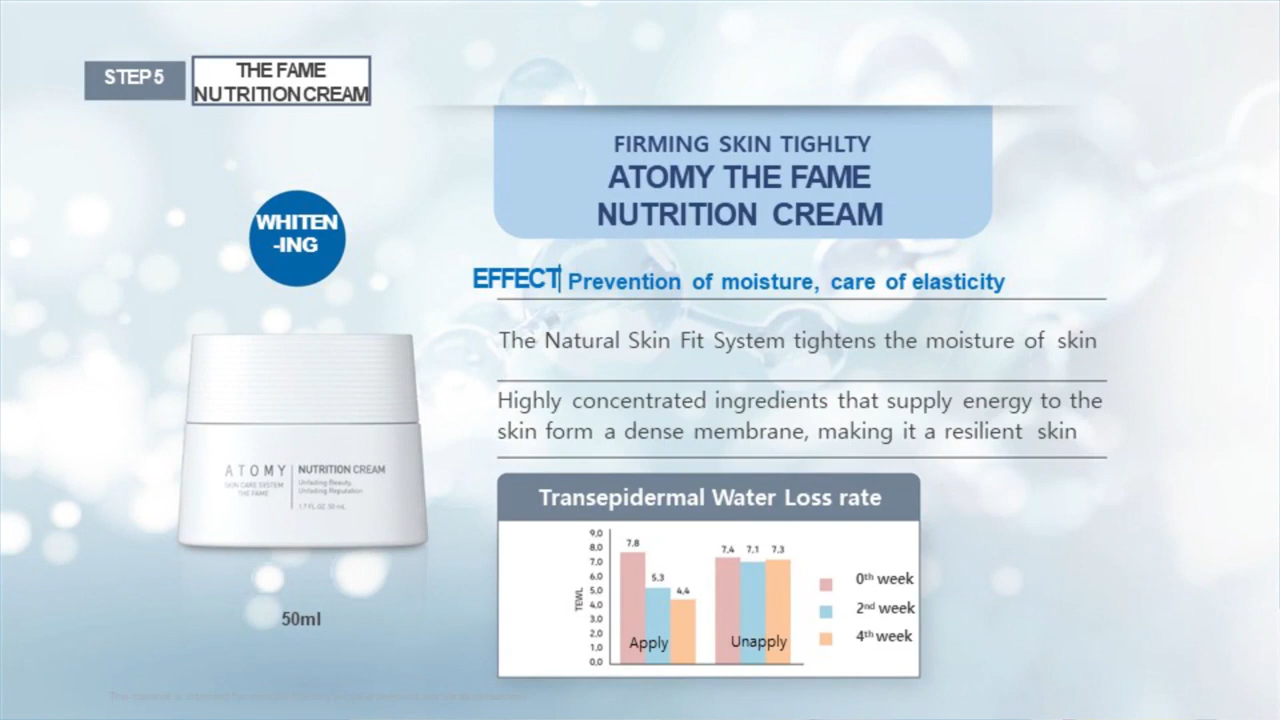 STEP 5
THE FAME
NUTRITION CREAM
FIRMING SKIN TIGHLTY
ATOMY THE FAME
NUTRITION CREAM
WHITEN
-ING
EFFECT| Prevention of moisture, care of elasticity
The Natural Skin Fit System tightens the moisture of skin
Highly concentrated ingredients that supply energy to the
skin form a dense membrane, making it a resilient skin
ATOMY
SKIN CARE SYSTEM
THE FAME
NUTRITION CREAM
Unfading Beauty,
Unfading Reputation
1.7 FL.OZ. 50 mL
50ml
Transepidermal Water Loss rate
TEWL
9,0
8.0
7.0
6.0
5,0
4,0
3.0
2.0
1,0
0,0
7.8
5.3
4,4
7.4
7,1
7.3
Apply
Unapply
0th week
2nd week
4th week